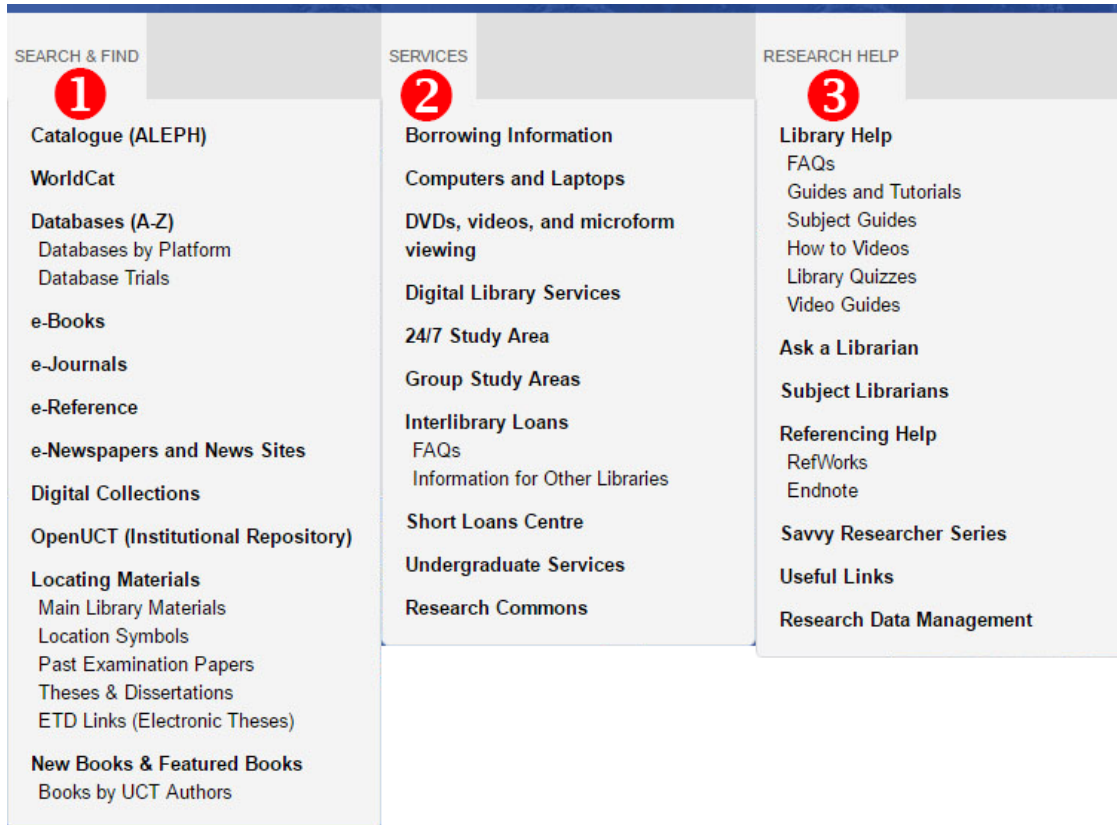 SEARCH & FIND
1
Catalogue (ALEPH)
WorldCat
Databases (A-Z)
Databases by Platform
Database Trials
e-Books
e-Journals
e-Reference
e-Newspapers and News Sites
Digital Collections
OpenUCT (Institutional Repository)
Locating Materials
Main Library Materials
Location Symbols
Past Examination Papers
Theses & Dissertations
ETD Links (Electronic Theses)
New Books & Featured Books
Books by UCT Authors
SERVICES
2
Borrowing Information
Computers and Laptops
DVDs, videos, and microform
viewing
Digital Library Services
24/7 Study Area
Group Study Areas
Interlibrary Loans
FAQs
Information for Other Libraries
Short Loans Centre
Undergraduate Services
Research Commons
RESEARCH HELP
3
Library Help
FAQs
Guides and Tutorials
Subject Guides
How to Videos
Library Quizzes
Video Guides
Ask a Librarian
Subject Librarians
Referencing Help
RefWorks
Endnote
Savvy Researcher Series
Useful Links
Research Data Management